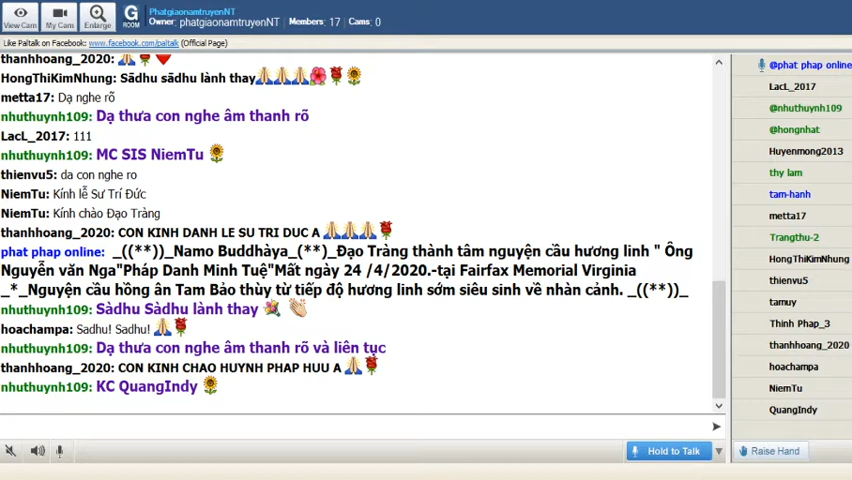 View Cam
My Cam
Enlarge
G ROOM
PhatgiaonamtruyenNT
Owner: phatgiaonamtruyenNT Members: 17 Cams: 0
Like Paltalk on Facebook: www.facebook.com/paltalk (Official Page)
thanhhoang_2020: 🙏🌹❤️
HongThiKimNhung: Sādhu sādhu lành thay🙏🙏🙏🌺🌹🌻
metta17: Dạ nghe rõ
nhuthuynh109: Dạ thưa con nghe âm thanh rõ
LacL_2017: 111
nhuthuynh109: MC SIS NiemTu 🌻
thienvu5: da con nghe ro
NiemTu: Kính lễ Sư Trí Đức
NiemTu: Kính chào Đạo Tràng
thanhhoang_2020: CON KINH DANH LE SU TRI DUC A 🙏🙏🙏🌹
phat phap online: _((**))_Namo Buddhàya_(**)_Đạo Tràng thành tâm nguyện cầu hương linh " Ông
Nguyễn văn Nga"Pháp Danh Minh Tuệ"Mất ngày 24 /4/2020.-tại Fairfax Memorial Virginia
_*_Nguyện cầu hồng ân Tam Bảo thùy từ tiếp độ hương linh sớm siêu sinh về nhàn cảnh. _((**))_
nhuthuynh109: Sàdhu Sàdhu lành thay 💐 👏
hoachampa: Sadhu! Sadhu! 🙏🌹
nhuthuynh109: Dạ thưa con nghe âm thanh rõ và liên tục
thanhhoang_2020: CON KINH CHAO HUYNH PHAP HUU A 🙏🌹
nhuthuynh109: KC QuangIndy 🌻
Hold to Talk
@phat phap online
LacL_2017
@nhuthuynh109
@hongnhat
Huyenmong2013
thy lam
tam-hanh
metta17
Trangthu-2
HongThiKimNhung
thienvu5
tamuy
Thinh Phap_3
thanhhoang_2020
hoachampa
NiemTu
QuangIndy
Raise Hand